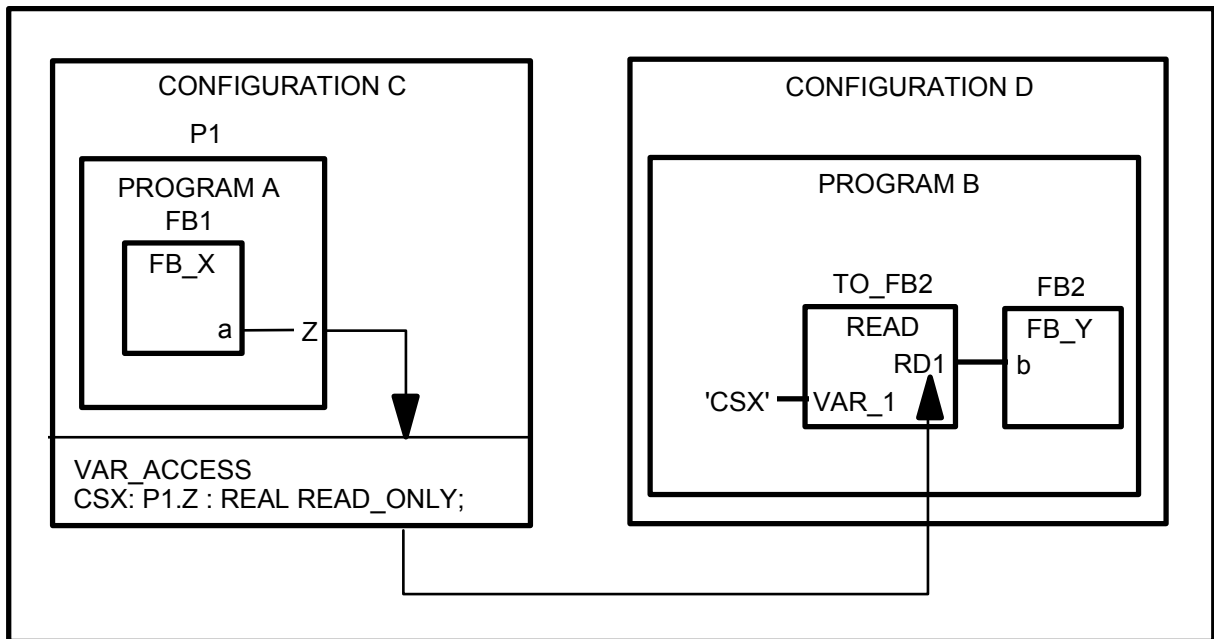 CONFIGURATION C
P1
PROGRAM A
FB1
FB_X
a
Z
VAR_ACCESS
CSX: P1.Z : REAL READ_ONLY;
CONFIGURATION D
PROGRAM B
TO_FB2
FB2
READ
FB_Y
RD1
b
'CSX'
VAR_1